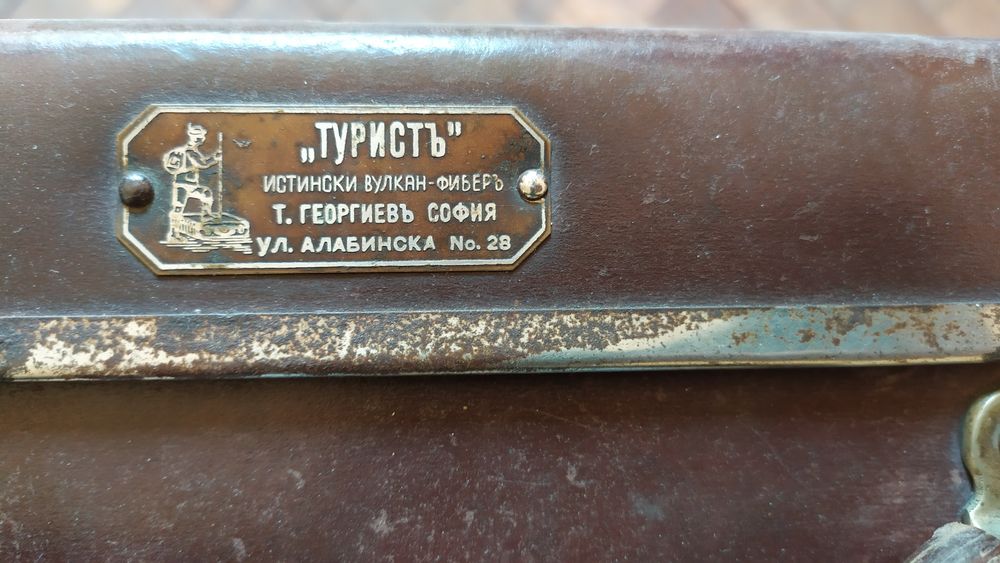 „ТУРИСТЪ"
ИСТИНСКИ ВУЛКАН-ФИБЕРЪ
Т. ГЕОРГИЕВЪ СОФИЯ
УЛ. АЛАБИНСКА No. 28